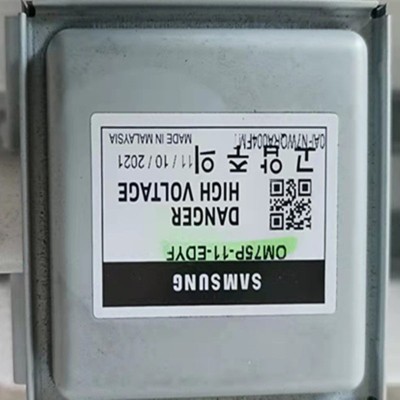 SAMSUNG
OM75P-11-EDYF
DANGER
HIGH VOLTAGE
고압주의
11 / 10 / 2021
MADE IN MALAYSIA